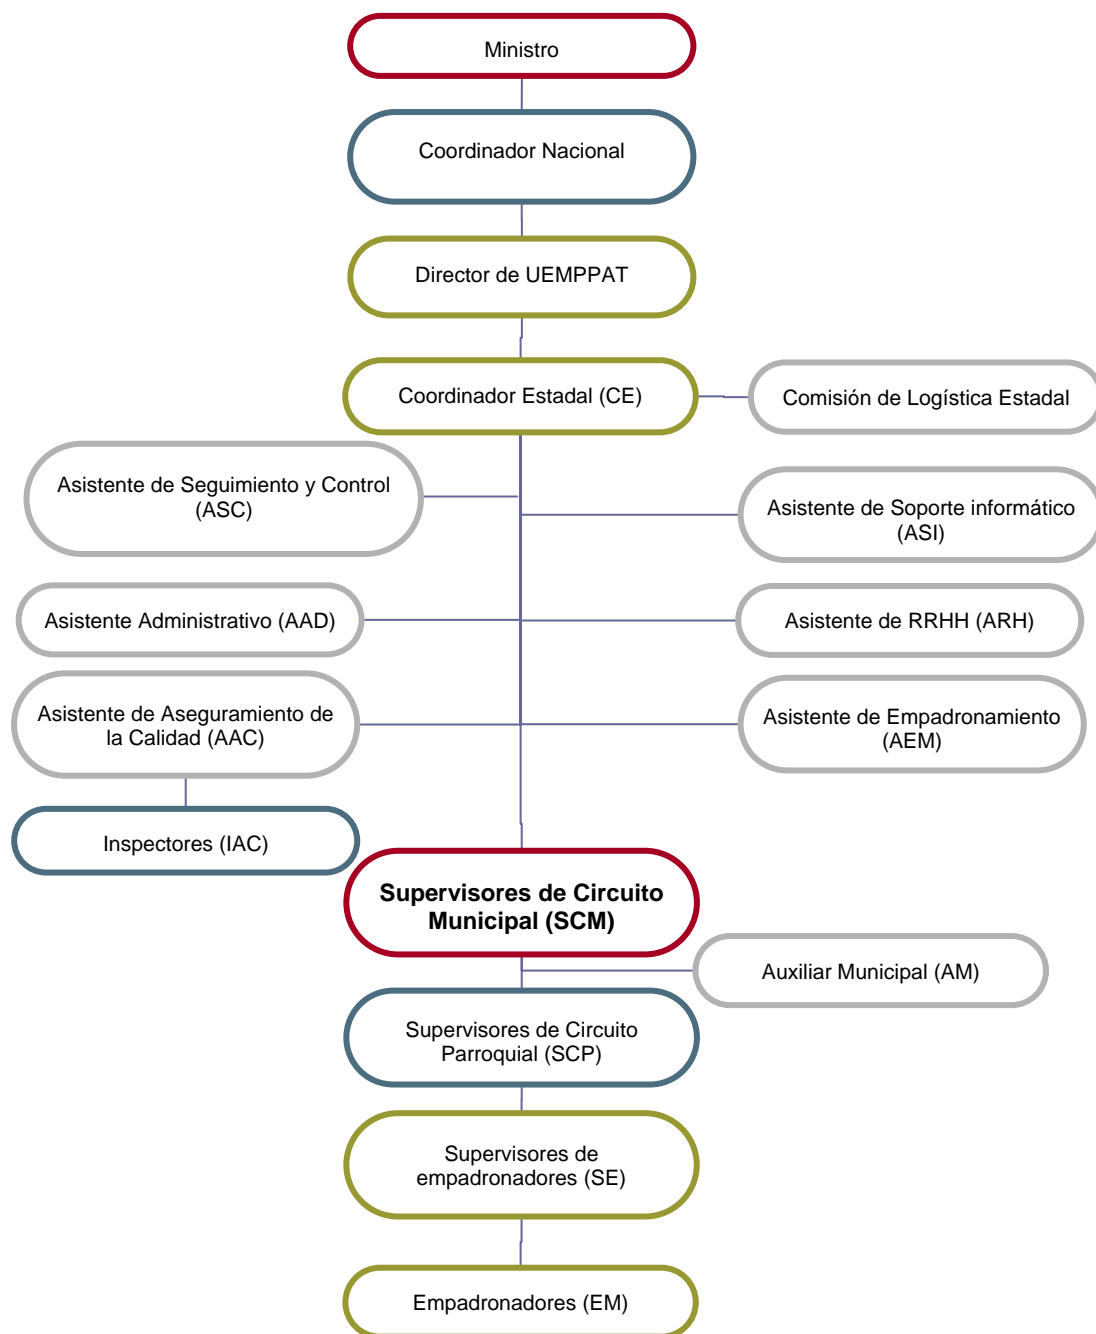 Ministro
Coordinador Nacional
Director de UEMPPAT
Coordinador Estadal (CE)
Comisión de Logística Estadal
Asistente de Seguimiento y Control
(ASC)
Asistente de Soporte informático
(ASI)
Asistente Administrativo (AAD)
Asistente de RRHH (ARH)
Asistente de Aseguramiento de
la Calidad (AAC)
Asistente de Empadronamiento
(AEM)
Inspectores (IAC)
Supervisores de Circuito
Municipal (SCM)
Auxiliar Municipal (AM)
Supervisores de Circuito
Parroquial (SCP)
Supervisores de
empadronadores (SE)
Empadronadores (EM)